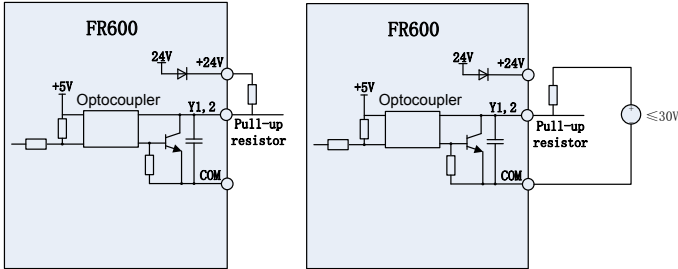 FR600
24V
+24V
+5V
Optocoupler
Y1, 2
Pull-up
resistor
COM
FR600
24V
+24V
+5V
Optocoupler
Y1, 2
Pull-up
resistor
≤30V
COM